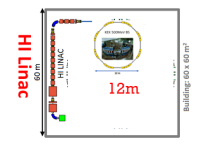 HI Linac
60 m
HI LINAC
12m
Building: 60 x 60 m²